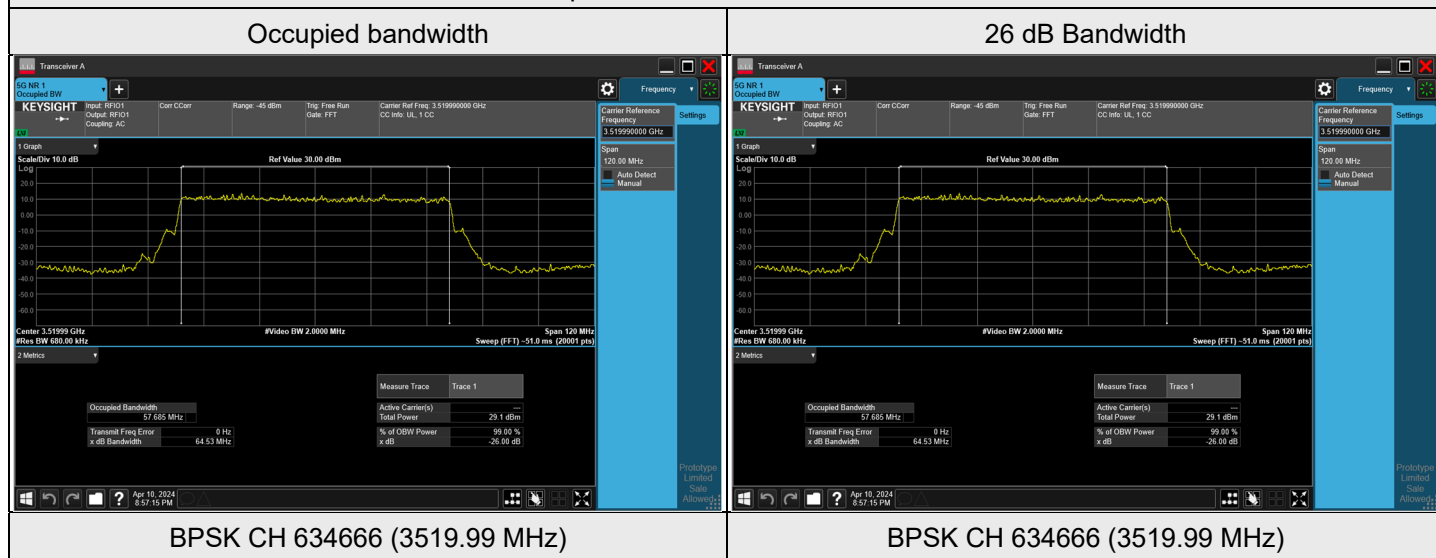 Occupied bandwidth
26 dB Bandwidth
Transceiver A
5G NR 1
Occupied BW
+
Frequency
KEYSIGHT
Input: RFIO1
Output: RFIO1
Coupling: AC
Corr CCorr
Range: -45 dBm
Trig: Free Run
Gate: FFT
Carrier Ref Freq: 3.519990000 GHz
CC Info: UL, 1 CC
LXI
Carrier Reference
Frequency
3.519990000 GHz
Settings
Span
120.00 MHz
Auto Detect
Manual
1 Graph
Scale/Div 10.0 dB
Ref Value 30.00 dBm
Log
20.0
10.0
0.00
-10.0
-20.0
-30.0
-40.0
-50.0
-60.0
Center 3.51999 GHz
#Video BW 2.0000 MHz
Span 120 MHz
#Res BW 680.00 kHz
Sweep (FFT) ~51.0 ms (20001 pts)
2 Metrics
Measure Trace Trace 1
Occupied Bandwidth
57.685 MHz
Active Carrier(s) ---
Total Power 29.1 dBm
Transmit Freq Error 0 Hz
x dB Bandwidth 64.53 MHz
% of OBW Power 99.00 %
x dB -26.00 dB
Prototype
Limited
Sale
Allowed
?
Apr 10, 2024
8:57:15 PM
Transceiver A
5G NR 1
Occupied BW
+
Frequency
KEYSIGHT
Input: RFIO1
Output: RFIO1
Coupling: AC
Corr CCorr
Range: -45 dBm
Trig: Free Run
Gate: FFT
Carrier Ref Freq: 3.519990000 GHz
CC Info: UL, 1 CC
LXI
Carrier Reference
Frequency
3.519990000 GHz
Settings
Span
120.00 MHz
Auto Detect
Manual
1 Graph
Scale/Div 10.0 dB
Ref Value 30.00 dBm
Log
20.0
10.0
0.00
-10.0
-20.0
-30.0
-40.0
-50.0
-60.0
Center 3.51999 GHz
#Video BW 2.0000 MHz
Span 120 MHz
#Res BW 680.00 kHz
Sweep (FFT) ~51.0 ms (20001 pts)
2 Metrics
Measure Trace Trace 1
Occupied Bandwidth
57.685 MHz
Active Carrier(s) ---
Total Power 29.1 dBm
Transmit Freq Error 0 Hz
x dB Bandwidth 64.53 MHz
% of OBW Power 99.00 %
x dB -26.00 dB
Prototype
Limited
Sale
Allowed
?
Apr 10, 2024
8:57:15 PM
BPSK CH 634666 (3519.99 MHz)
BPSK CH 634666 (3519.99 MHz)